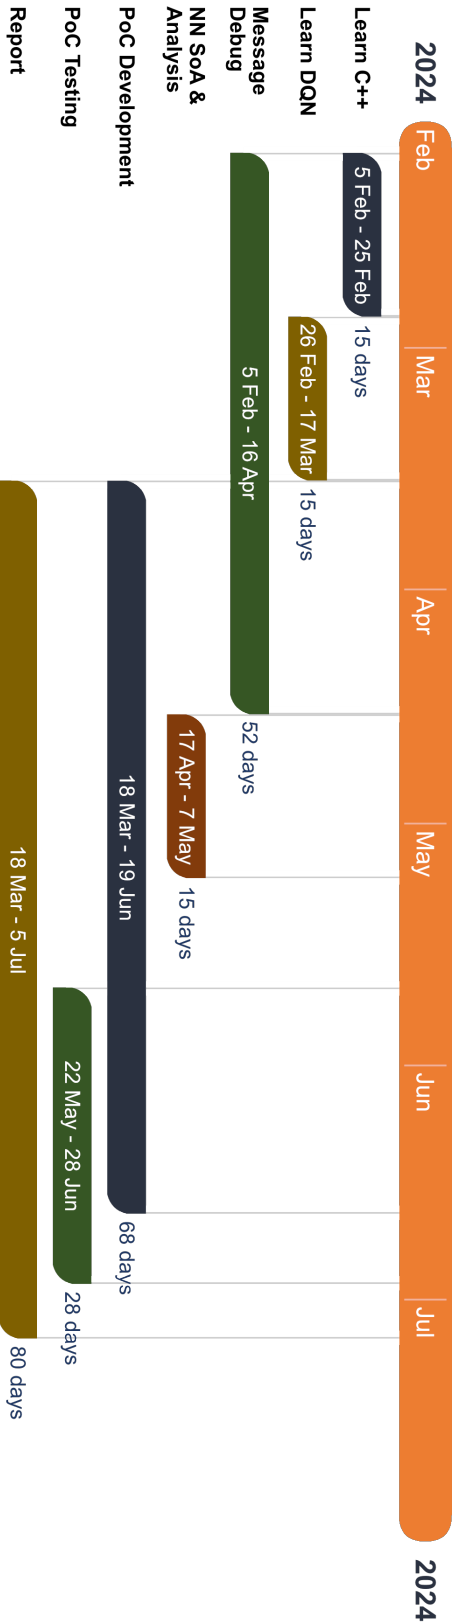 2024
Feb
Mar
Apr
May
Jun
Jul
2024
Learn C++
5 Feb - 25 Feb
15 days
Learn DQN
26 Feb - 17 Mar
15 days
Message
Debug
5 Feb - 16 Apr
52 days
NN SoA &
Analysis
17 Apr - 7 May
15 days
PoC Development
18 Mar - 19 Jun
68 days
PoC Testing
22 May - 28 Jun
28 days
Report
18 Mar - 5 Jul
80 days